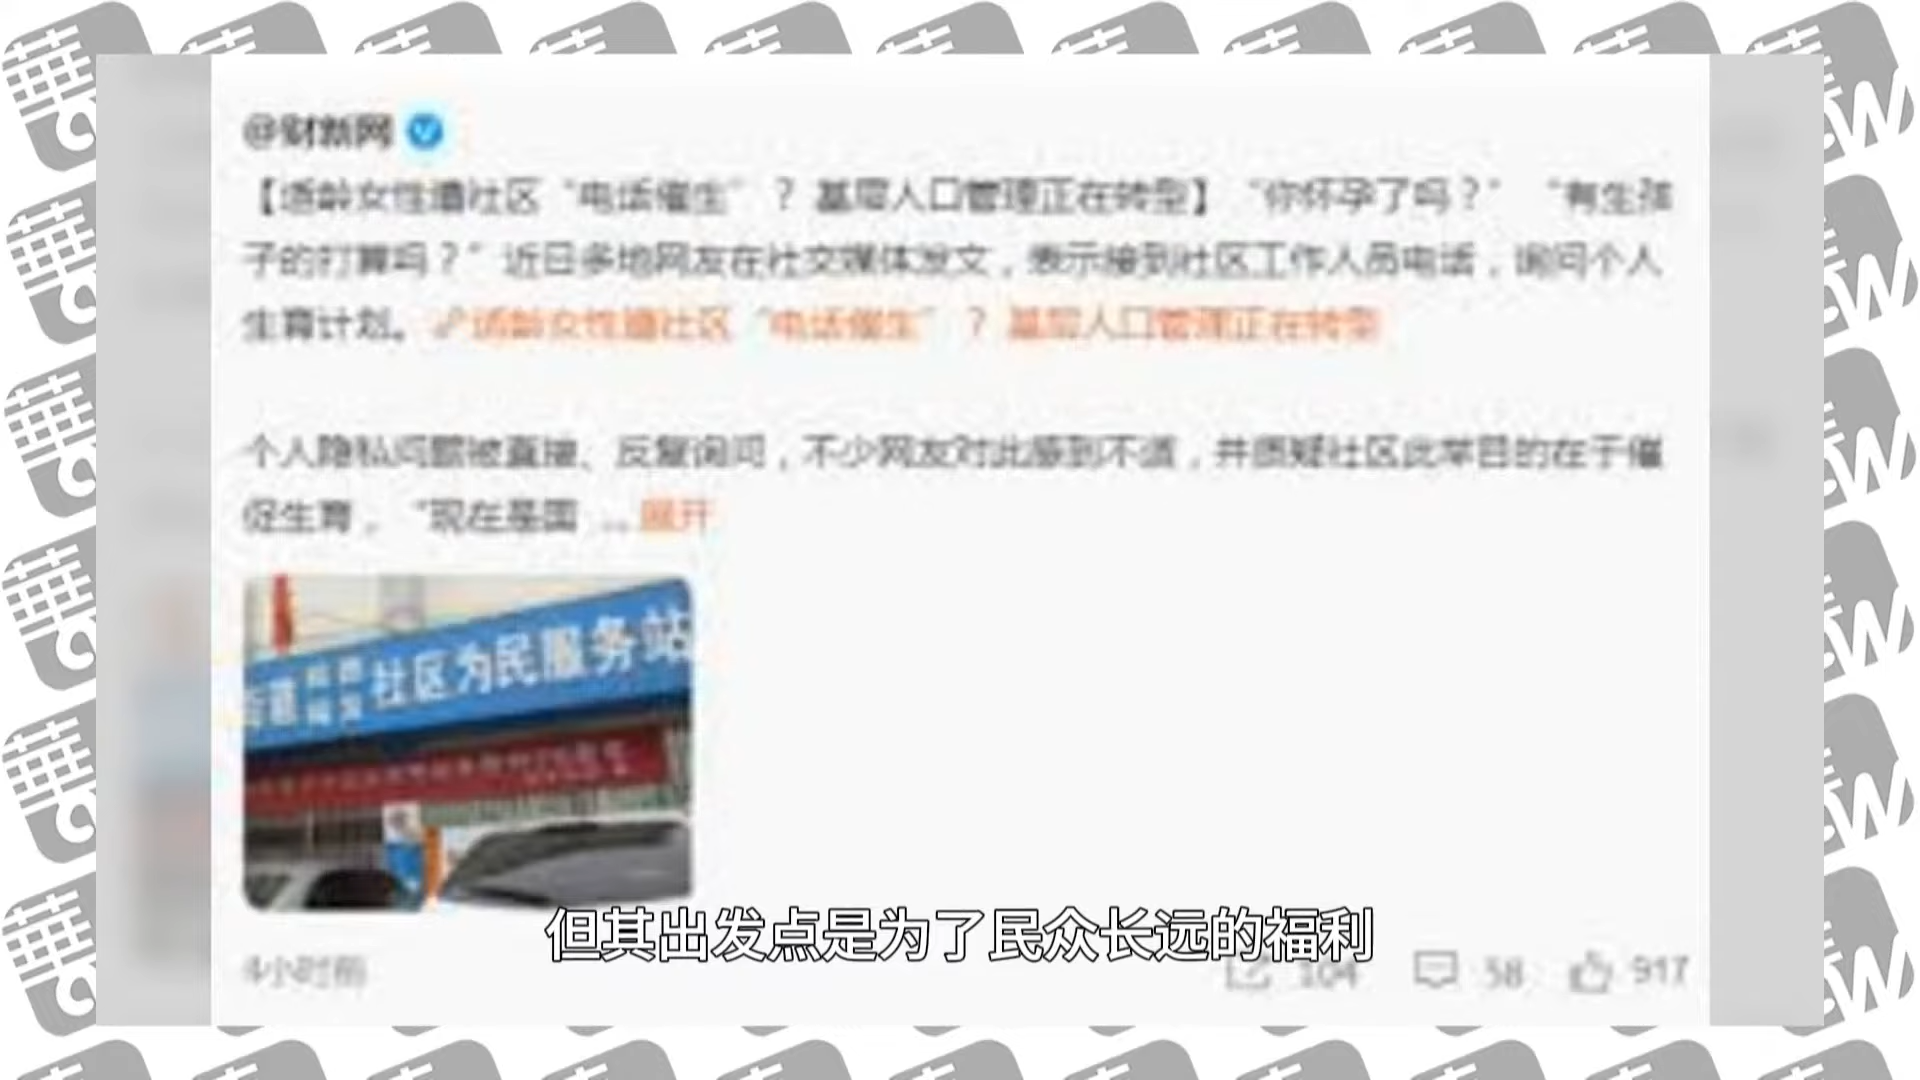 @财新网
【适龄女性遭社区“电话催生”？基层人口管理正在转型】“你怀孕了吗？”“有生孩
子的打算吗？”近日多地网友在社交媒体发文，表示接到社区工作人员电话，询问个人
生育计划。适龄女性遭社区“电话催生”？基层人口管理正在转型
个人隐私问题被直接、反复询问，不少网友对此感到不适，并质疑社区此举目的在于催
促生育，“现在是国 ... 展开
街道 社区为民服务站
但其出发点是为了民众长远的福利
4小时前 104 58 917